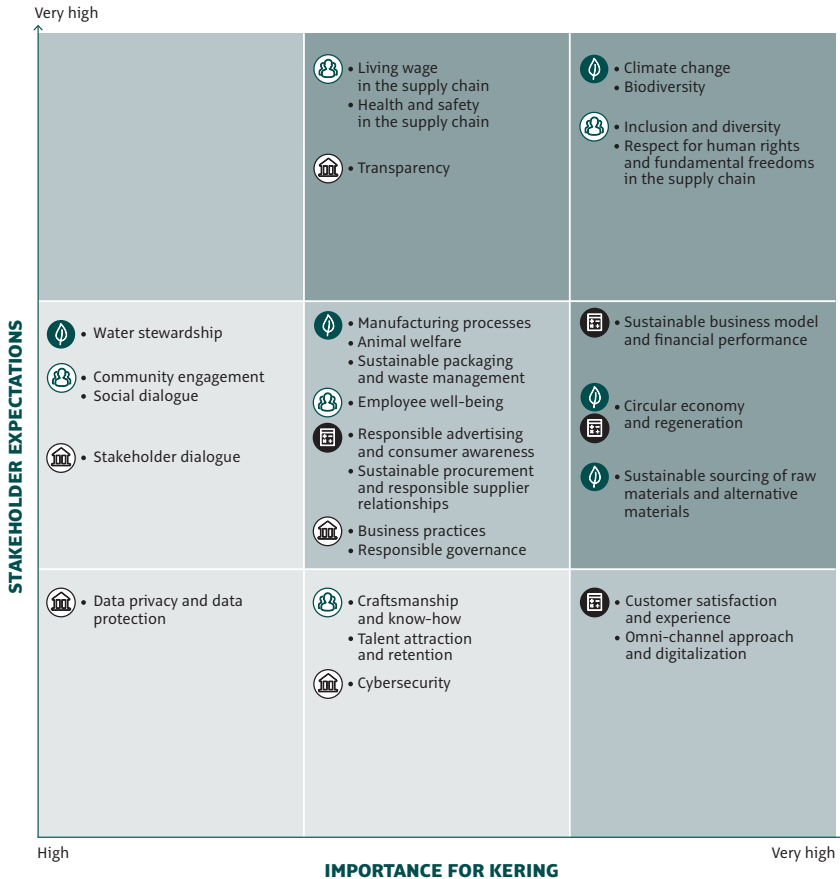 Very high
• Living wage
in the supply chain
• Health and safety
in the supply chain
• Transparency
• Climate change
• Biodiversity
• Inclusion and diversity
• Respect for human rights
and fundamental freedoms
in the supply chain
STAKEHOLDER EXPECTATIONS
• Water stewardship
• Community engagement
• Social dialogue
• Stakeholder dialogue
• Manufacturing processes
• Animal welfare
• Sustainable packaging
and waste management
• Employee well-being
• Responsible advertising
and consumer awareness
• Sustainable procurement
and responsible supplier
relationships
• Business practices
• Responsible governance
• Sustainable business model
and financial performance
• Circular economy
and regeneration
• Sustainable sourcing of raw
materials and alternative
materials
• Data privacy and data
protection
• Craftsmanship
and know-how
• Talent attraction
and retention
• Cybersecurity
• Customer satisfaction
and experience
• Omni-channel approach
and digitalization
High
Very high
IMPORTANCE FOR KERING